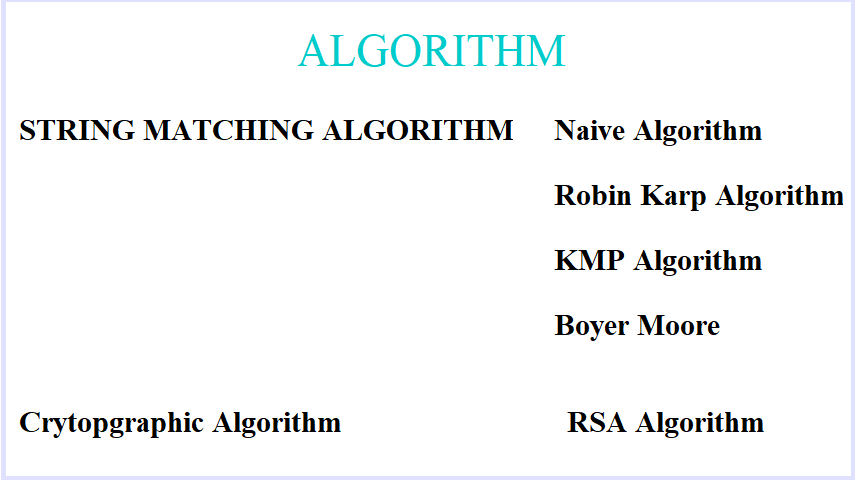 ALGORITHM
STRING MATCHING ALGORITHM Naive Algorithm
Robin Karp Algorithm
KMP Algorithm
Boyer Moore
Crytopgraphic Algorithm RSA Algorithm